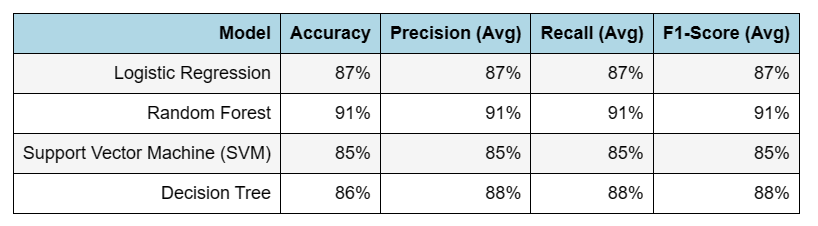 Model Accuracy Precision (Avg) Recall (Avg) F1-Score (Avg)
Logistic Regression 87% 87% 87% 87%
Random Forest 91% 91% 91% 91%
Support Vector Machine (SVM) 85% 85% 85% 85%
Decision Tree 86% 88% 88% 88%